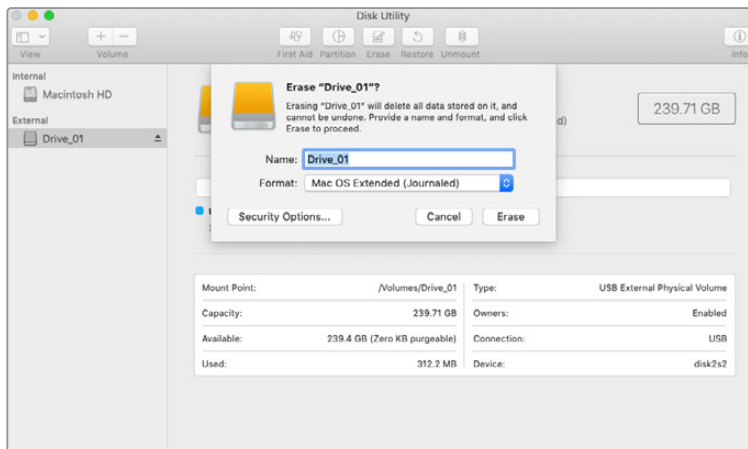 Disk Utility
View
Volume
First Aid
Partition
Erase
Restore
Unmount
Info
Internal
Macintosh HD
External
Drive_01
Erase “Drive_01”?
Erasing “Drive_01” will delete all data stored on it, and
cannot be undone. Provide a name and format, and click
Erase to proceed.
d)
239.71 GB
Name: Drive_01
Format: Mac OS Extended (Journaled)
Security Options...
Cancel
Erase
Mount Point: /Volumes/Drive_01
Type: USB External Physical Volume
Capacity: 239.71 GB
Owners: Enabled
Available: 239.4 GB (Zero KB purgeable)
Connection: USB
Used: 312.2 MB
Device: disk2s2